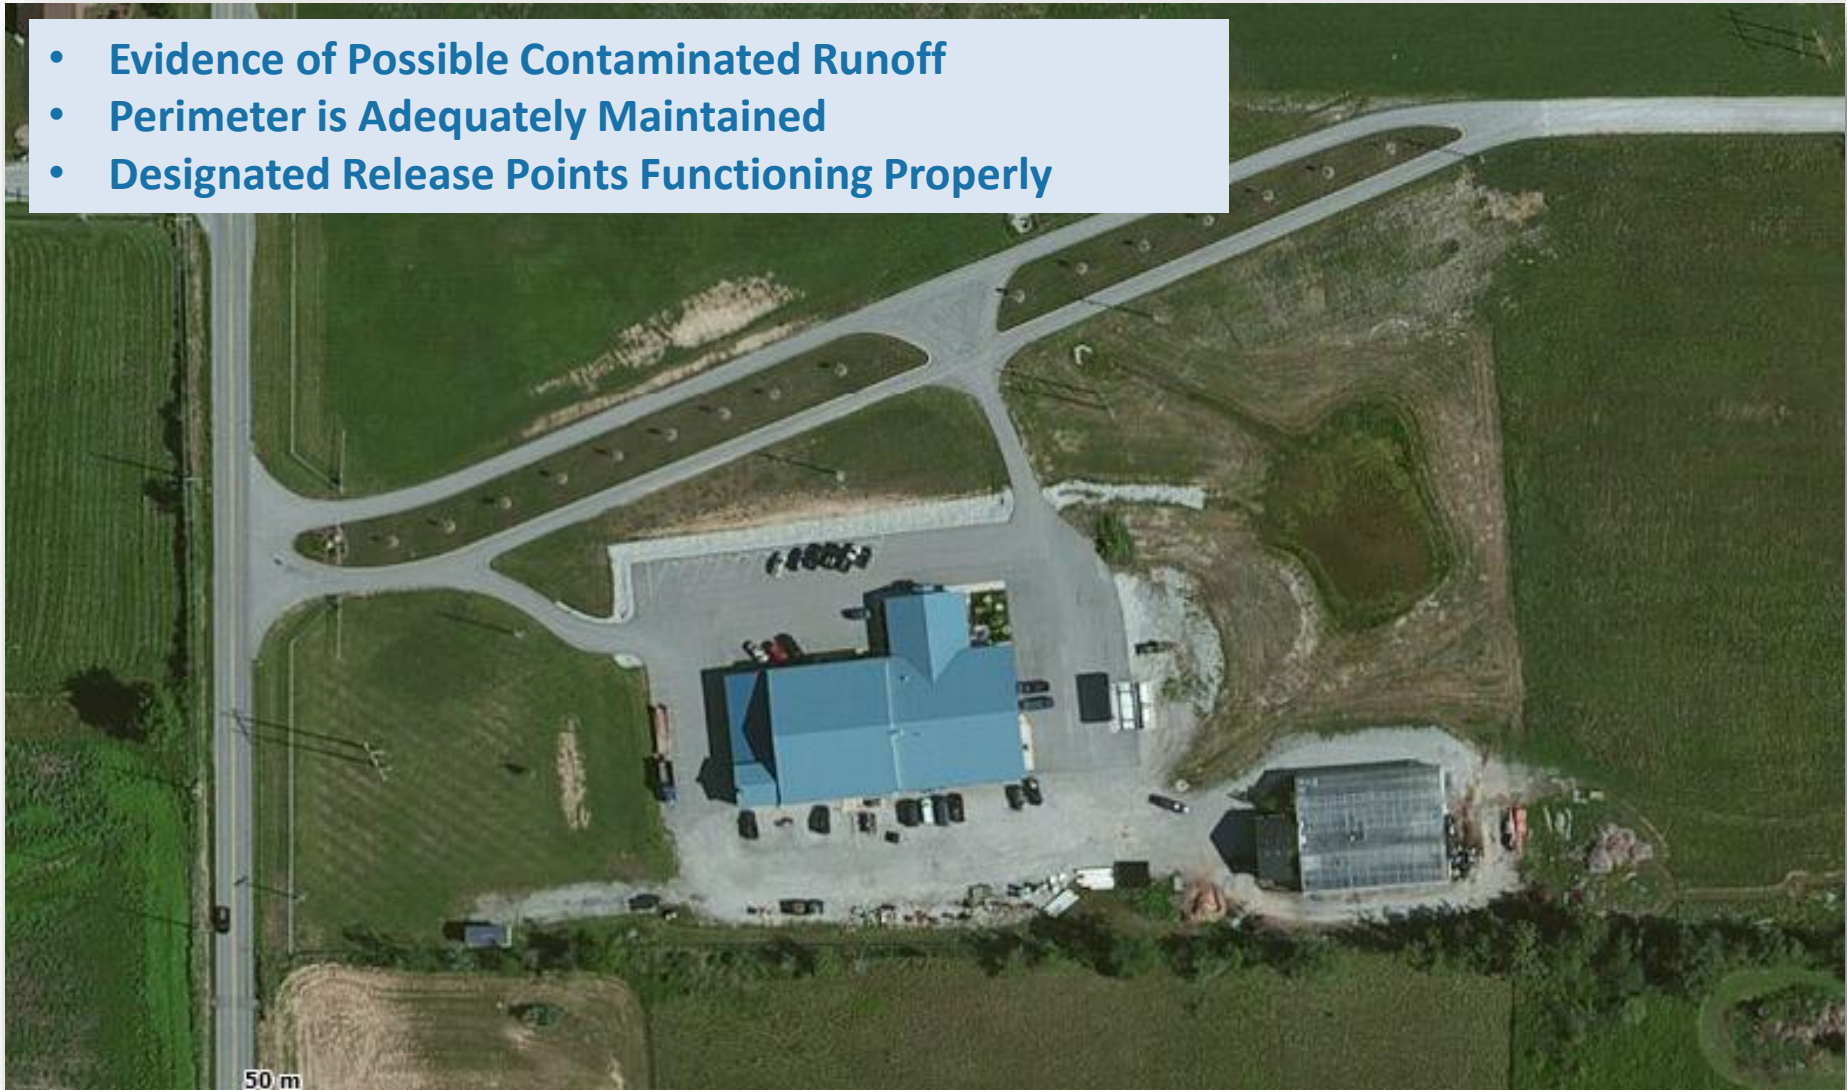 • Evidence of Possible Contaminated Runoff
• Perimeter is Adequately Maintained
• Designated Release Points Functioning Properly
50 m